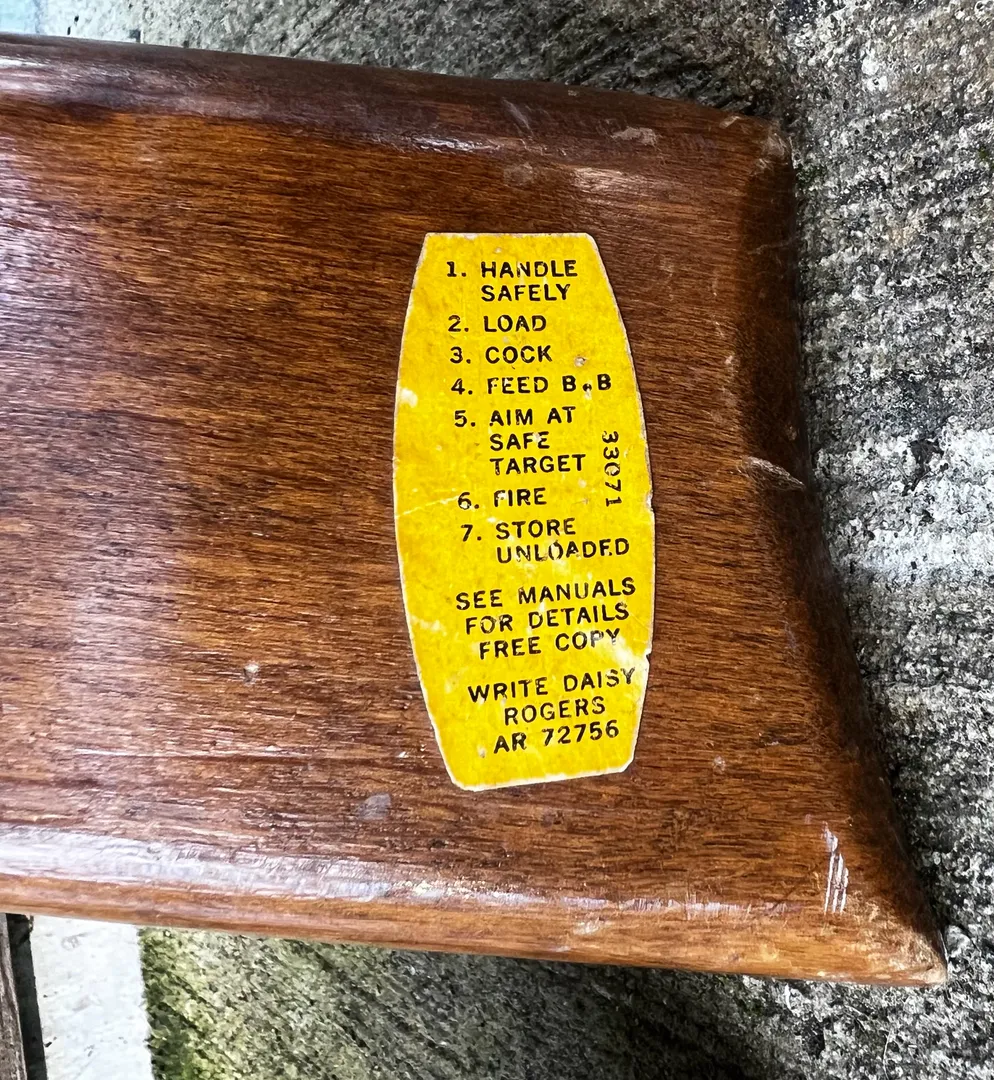 1. HANDLE
SAFELY
2. LOAD
3. COCK
4. FEED B.B
5. AIM AT
SAFE
TARGET
33071
6. FIRE
7. STORE
UNLOADED
SEE MANUALS
FOR DETAILS
FREE COPY
WRITE DAISY
ROGERS
AR 72756